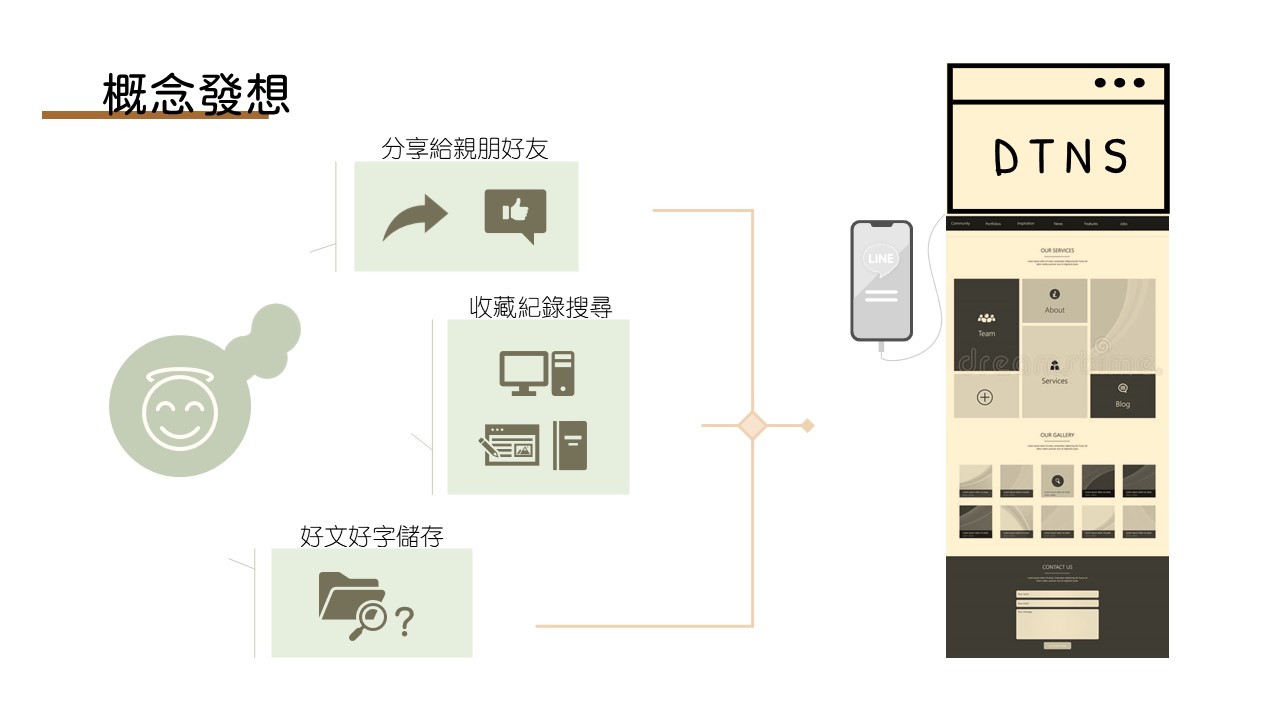 概念發想
分享給親朋好友
收藏紀錄搜尋
好文好字儲存
?
LINE
DTNS
Community Portfolios Inspiration News Features Jobs
OUR SERVICES
Team
About
Services
Blog
dreamstime
OUR GALLERY
CONTACT US